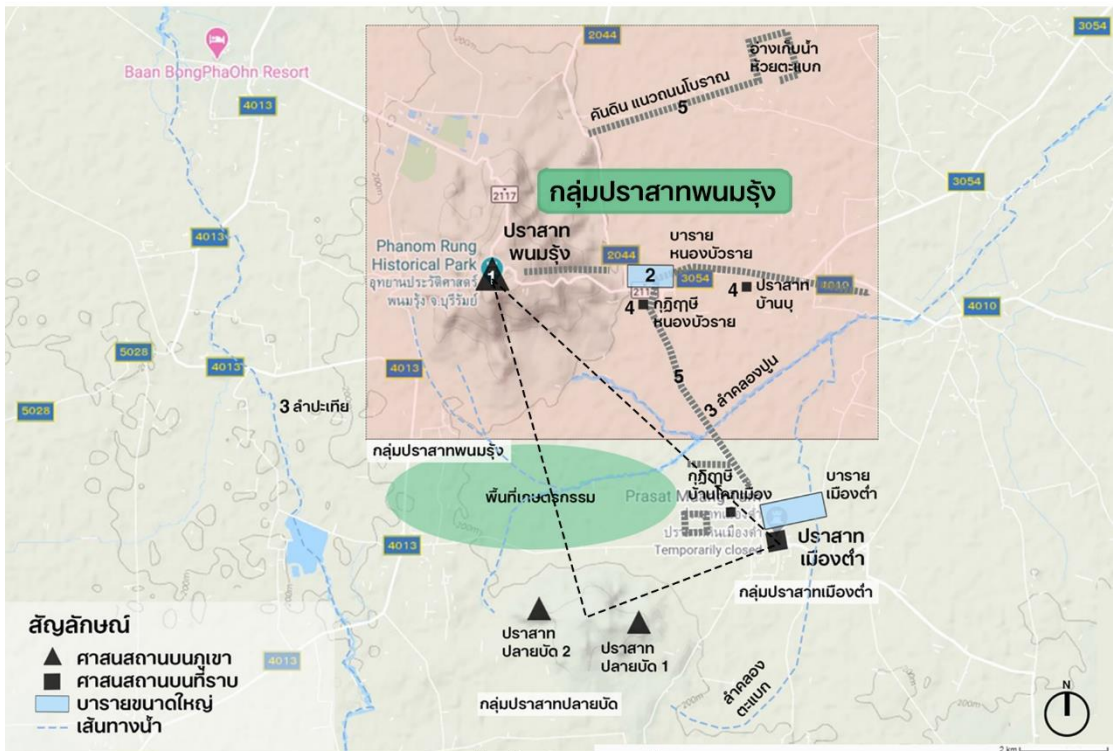 Baan BongPhaOhn Resort
4013
2044
3054
อ่างเก็บน้ำ
ห้วยตะแบก
คันดิน แนวถนนโบราณ
5
3054
2117
กลุ่มปราสาทพนมรุ้ง
4013
4013
ปราสาท
พนมรุ้ง
Phanom Rung
Historical Park
อุทยานประวัติศาสตร์
พนมรุ้ง จ.บุรีรัมย์
1
2044
บาราย
หนองบัวราย
2
3054
4
ปราสาท
บ้านบุ
4010
4
กุฏิฤๅษี
หนองบัวราย
4010
5028
4013
4013
5
3 ลำคลองปูน
5028
3 ลำปะเทีย
กลุ่มปราสาทพนมรุ้ง
พื้นที่เกษตรกรรม
กุฏิฤๅษี
บ้านโคกเมือง
บาราย
เมืองต่ำ
Temporarily closed
4013
ปราสาท
เมืองต่ำ
กลุ่มปราสาทเมืองต่ำ
ปราสาท
ปลายบัด 2
ปราสาท
ปลายบัด 1
กลุ่มปราสาทปลายบัด
ลำคลอง
ตะแบก
สัญลักษณ์
4013
ศาสนสถานบนภูเขา
ศาสนสถานบนที่ราบ
บารายขนาดใหญ่
เส้นทางน้ำ
N
2 km